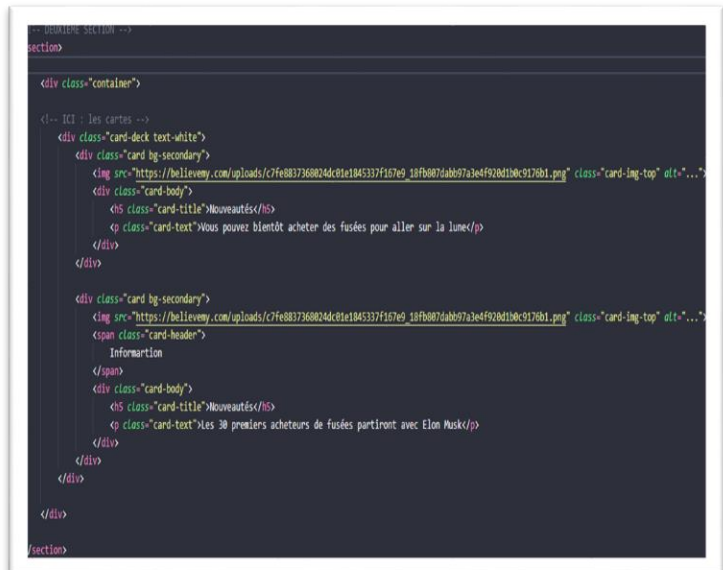 !-- DEUXIÈME SECTION -->
section>
<div class="container">
<!-- ICI : les cartes -->
<div class="card-deck text-white">
<div class="card bg-secondary">
<img src="https://believemy.com/uploads/c7fe8837368024dc01e1845337f167e9_18fb807dabb97a3e4f920d1b0c9176b1.png" class="card-img-top" alt="...">
<div class="card-body">
<h5 class="card-title">Nouveautés</h5>
<p class="card-text">Vous pouvez bientôt acheter des fusées pour aller sur la lune</p>
</div>
</div>
<div class="card bg-secondary">
<img src="https://believemy.com/uploads/c7fe8837368024dc01e1845337f167e9_18fb807dabb97a3e4f920d1b0c9176b1.png" class="card-img-top" alt="...">
<span class="card-header">
Informartion
</span>
<div class="card-body">
<h5 class="card-title">Nouveautés</h5>
<p class="card-text">Les 30 premiers acheteurs de fusées partiront avec Elon Musk</p>
</div>
</div>
</div>
</div>
/section>